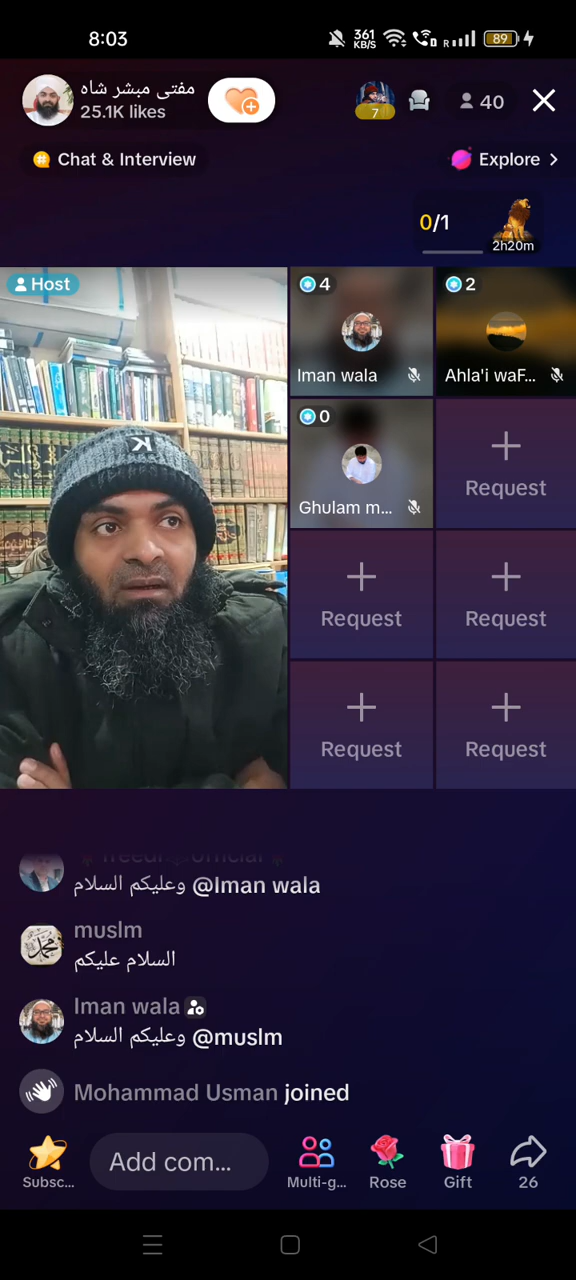 8:03
361
KB/S
R
89
مفتی مبشر شاہ
25.1K likes
7
40
Chat & Interview
Explore
0/1
2h20m
Host
4
Iman wala
2
Ahla'i waF...
0
Ghulam m...
Request
Request
Request
Request
Request
K
وعلیکم السلام @Iman wala
muslm
السلام علیکم
Iman wala
وعلیکم السلام @muslm
Mohammad Usman joined
Subsc...
Add com...
Multi-g...
Rose
Gift
26